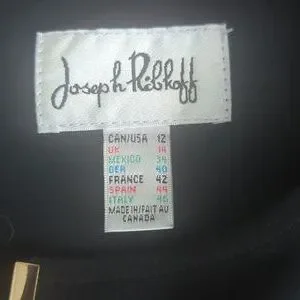 Joseph Ribkoff
CAN/USA 12
UK 14
MEXICO 34
DER 40
FRANCE 42
SPAIN 44
ITALY 46
MADE IN/FAIT AU
CANADA